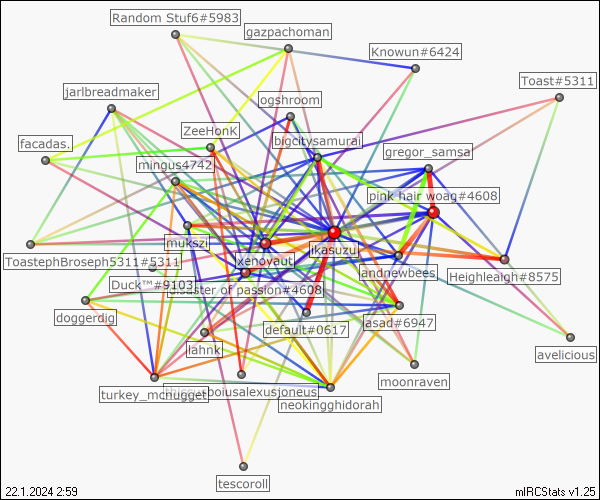 Random Stuf6#5983
gazpachoman
Knowun#6424
Toast#5311
jarlbreadmaker
ogshroom
ZeeHonK
bigcitysamurai
facadas.
mingus4742
gregor_samsa
pink hair woag#4608
mukszi
ikasuzu
xenoyaut
ToastephBroseph5311#5311
andnewbees
Heighleaigh#8575
Duck™#9103
disaster of passion#4608
doggerdig
default#0617
asad#6947
lahnk
avelicious
moonraven
turkey_mcnugget
neokingghidorah
tescoroll
22.1.2024 2:59
mIRCStats v1.25